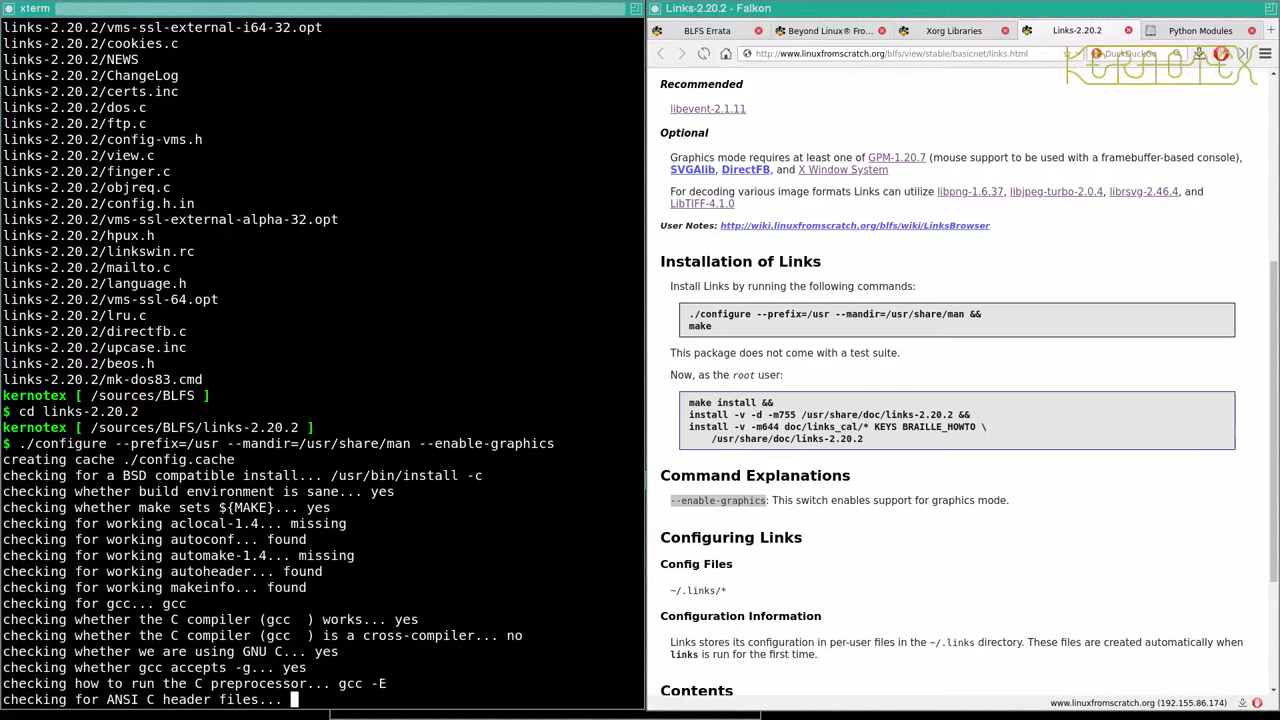 xterm
links-2.20.2/vms-ssl-external-i64-32.opt
links-2.20.2/cookies.c
links-2.20.2/NEWS
links-2.20.2/ChangeLog
links-2.20.2/certs.inc
links-2.20.2/dos.c
links-2.20.2/ftp.c
links-2.20.2/config-vms.h
links-2.20.2/view.c
links-2.20.2/finger.c
links-2.20.2/objreq.c
links-2.20.2/config.h.in
links-2.20.2/vms-ssl-external-alpha-32.opt
links-2.20.2/hpux.h
links-2.20.2/linkswin.rc
links-2.20.2/mailto.c
links-2.20.2/language.h
links-2.20.2/vms-ssl-64.opt
links-2.20.2/lru.c
links-2.20.2/directfb.c
links-2.20.2/upcase.inc
links-2.20.2/beos.h
links-2.20.2/mk-dos83.cmd
kernotex [ /sources/BLFS ]
$ cd links-2.20.2
kernotex [ /sources/BLFS/links-2.20.2 ]
$ ./configure --prefix=/usr --mandir=/usr/share/man --enable-graphics
creating cache ./config.cache
checking for a BSD compatible install... /usr/bin/install -c
checking whether build environment is sane... yes
checking whether make sets ${MAKE}... yes
checking for working aclocal-1.4... missing
checking for working autoconf... found
checking for working automake-1.4... missing
checking for working autoheader... found
checking for working makeinfo... found
checking for gcc... gcc
checking whether the C compiler (gcc  ) works... yes
checking whether the C compiler (gcc  ) is a cross-compiler... no
checking whether we are using GNU C... yes
checking whether gcc accepts -g... yes
checking how to run the C preprocessor... gcc -E
checking for ANSI C header files...
Links-2.20.2 - Falkon
BLFS Errata
Beyond Linux® Fro...
Xorg Libraries
Links-2.20.2
Python Modules
http://www.linuxfromscratch.org/blfs/view/stable/basicnet/links.html
DuckDuckGo
KERNOTEX
Recommended
libevent-2.1.11
Optional
Graphics mode requires at least one of GPM-1.20.7 (mouse support to be used with a framebuffer-based console),
SVGAlib, DirectFB, and X Window System
For decoding various image formats Links can utilize libpng-1.6.37, libjpeg-turbo-2.0.4, librsvg-2.46.4, and
LibTIFF-4.1.0
User Notes: http://wiki.linuxfromscratch.org/blfs/wiki/LinksBrowser
Installation of Links
Install Links by running the following commands:
./configure --prefix=/usr --mandir=/usr/share/man &&
make
This package does not come with a test suite.
Now, as the root user:
make install &&
install -v -d -m755 /usr/share/doc/links-2.20.2 &&
install -v -m644 doc/links_cal/* KEYS BRAILLE_HOWTO \
/usr/share/doc/links-2.20.2
Command Explanations
--enable-graphics: This switch enables support for graphics mode.
Configuring Links
Config Files
~/.links/*
Configuration Information
Links stores its configuration in per-user files in the ~/.links directory. These files are created automatically when
links is run for the first time.
Contents
www.linuxfromscratch.org (192.155.86.174)